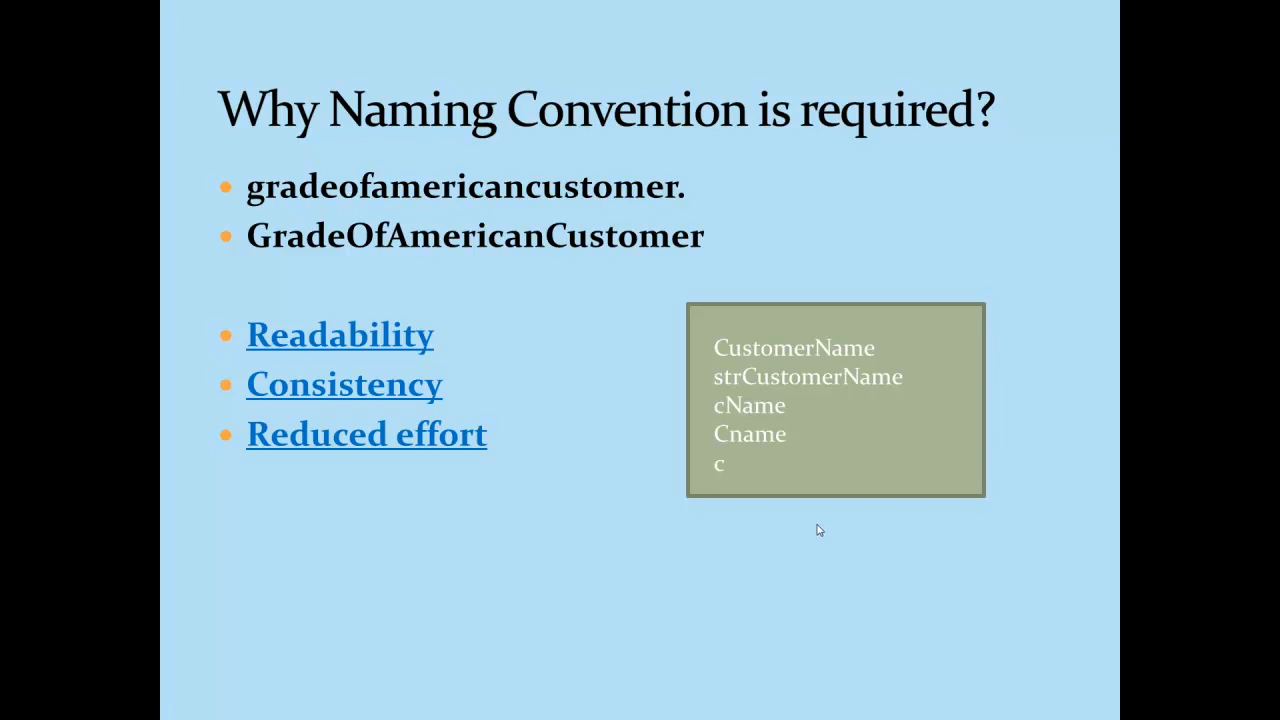 Why Naming Convention is required?
gradeofamericancustomer.
GradeOfAmericanCustomer
Readability
Consistency
Reduced effort
CustomerName
strCustomerName
cName
Cname
c